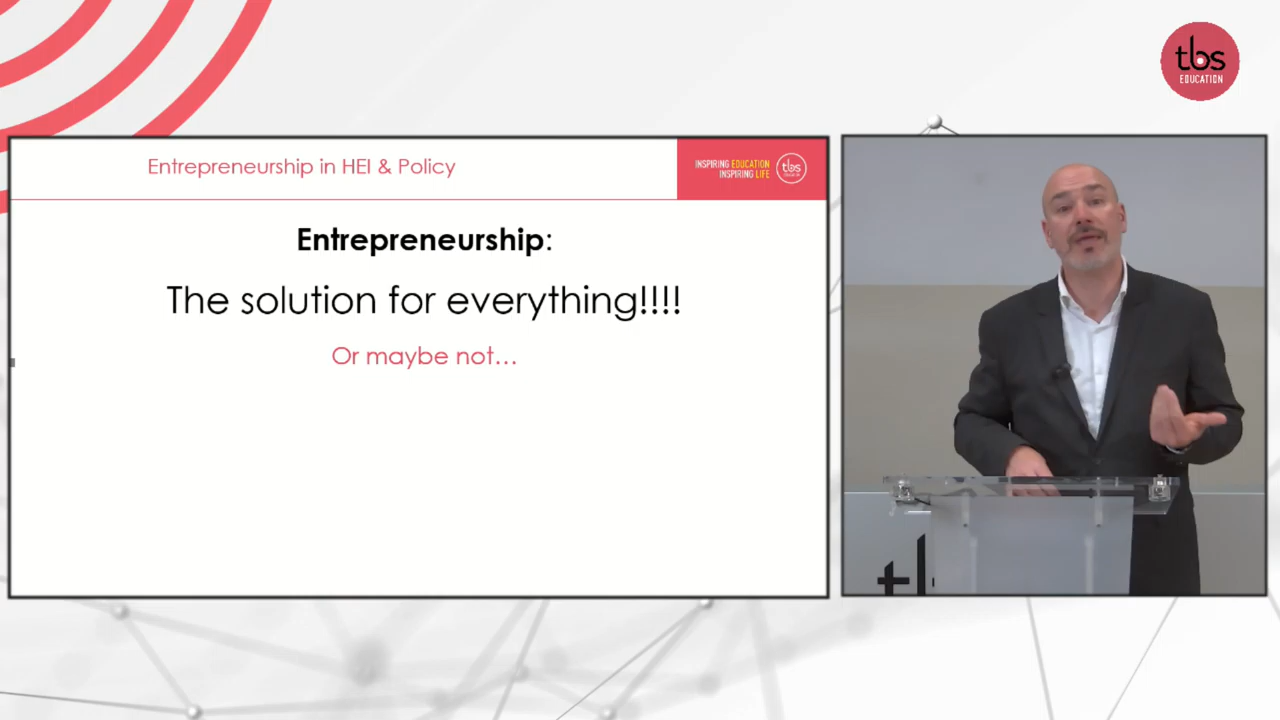 tbs
EDUCATION
Entrepreneurship in HEI & Policy
INSPIRING EDUCATION
INSPIRING LIFE
tbs
Entrepreneurship:
The solution for everything!!!!
Or maybe not...